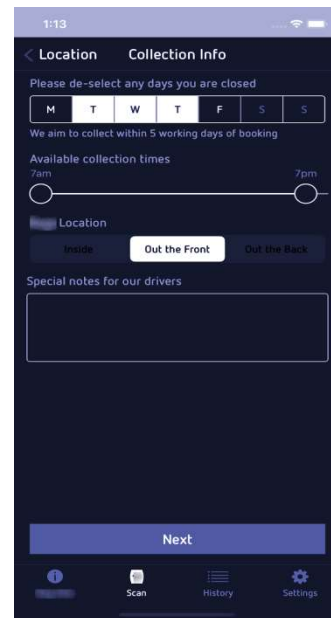 1:13
Location Collection Info
Please de-select any days you are closed
M T W T F S S
We aim to collect within 5 working days of booking
Available collection times
7am 7pm
Location
Inside Out the Front Out the Back
Special notes for our drivers
Next
Scan History Settings